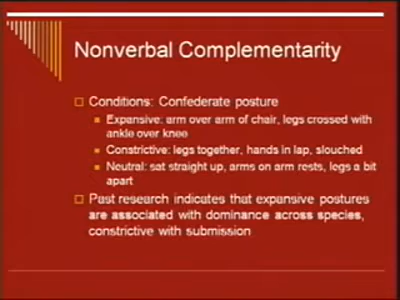 Nonverbal Complementarity
Conditions: Confederate posture
Expansive: arm over arm of chair, legs crossed with
ankle over knee
Constrictive: legs together, hands in lap, slouched
Neutral: sat straight up, arms on arm rests, legs a bit
apart
Past research indicates that expansive postures
are associated with dominance across species,
constrictive with submission